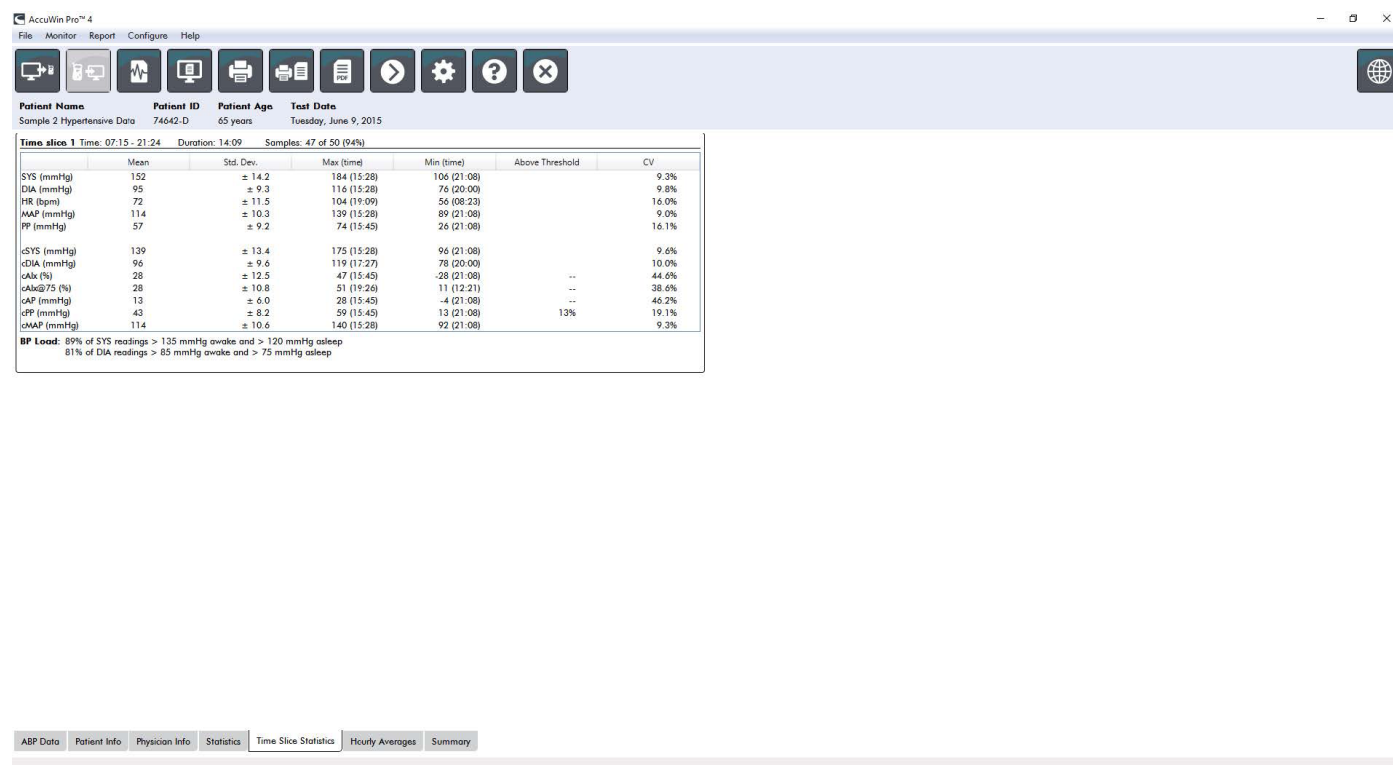 AccuWin Pro™ 4
File Monitor Report Configure Help
PDF
Patient Name Patient ID Patient Age Test Date
Sample 2 Hypertensive Data 74642-D 65 years Tuesday, June 9, 2015
Time slice 1 Time: 07:15 - 21:24 Duration: 14:09 Samples: 47 of 50 (94%)
Mean Std. Dev. Max (time) Min (time) Above Threshold CV
SYS (mmHg) 152 ± 14.2 184 (15:28) 106 (21:08) 9.3%
DIA (mmHg) 95 ± 9.3 116 (15:28) 76 (20:00) 9.8%
HR (bpm) 72 ± 11.5 104 (19:09) 56 (08:23) 16.0%
MAP (mmHg) 114 ± 10.3 139 (15:28) 89 (21:08) 9.0%
PP (mmHg) 57 ± 9.2 74 (15:45) 26 (21:08) 16.1%
cSYS (mmHg) 139 ± 13.4 175 (15:28) 96 (21:08) 9.6%
cDIA (mmHg) 96 ± 9.6 119 (17:27) 78 (20:00) 10.0%
cAIx (%) 28 ± 12.5 47 (15:45) -28 (21:08) -- 44.6%
cAIx@75 (%) 28 ± 10.8 51 (19:26) 11 (12:21) -- 38.6%
cAP (mmHg) 13 ± 6.0 28 (15:45) -4 (21:08) -- 46.2%
cPP (mmHg) 43 ± 8.2 59 (15:45) 13 (21:08) 13% 19.1%
cMAP (mmHg) 114 ± 10.6 140 (15:28) 92 (21:08) 9.3%
BP Load: 89% of SYS readings > 135 mmHg awake and > 120 mmHg asleep
81% of DIA readings > 85 mmHg awake and > 75 mmHg asleep
ABP Data Patient Info Physician Info Statistics Time Slice Statistics Hourly Averages Summary